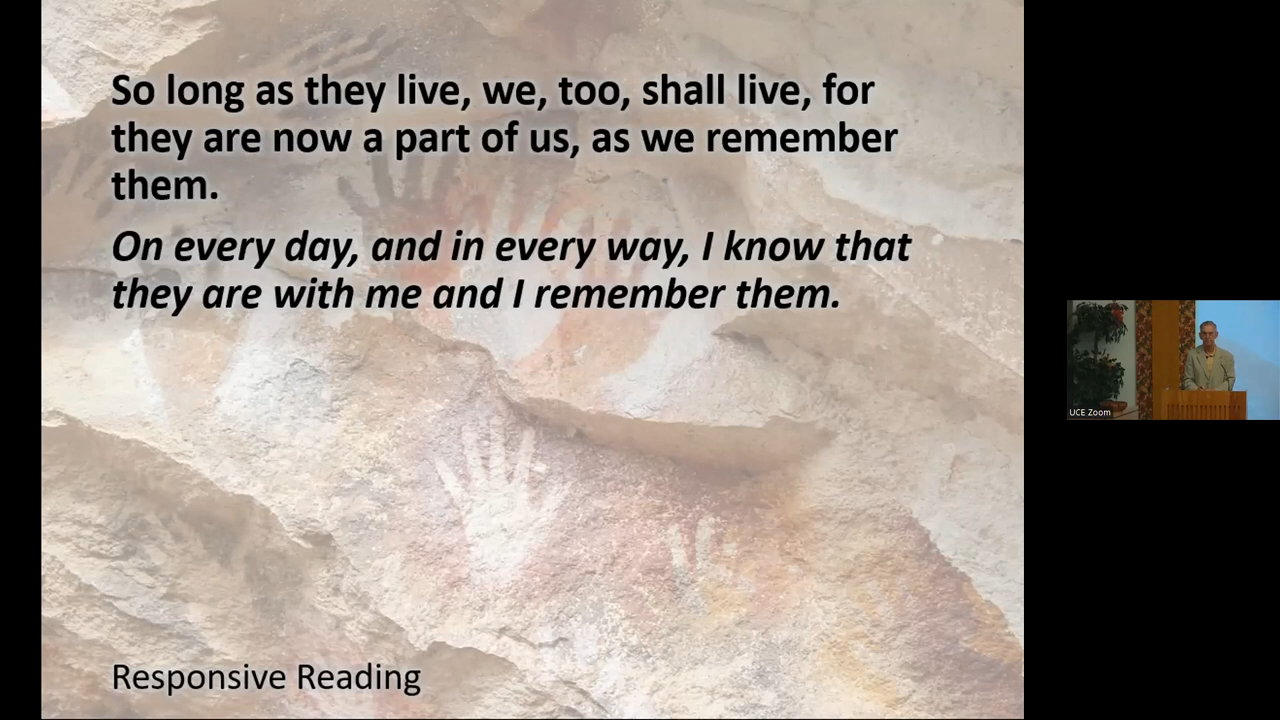 So long as they live, we, too, shall live, for
they are now a part of us, as we remember
them.
On every day, and in every way, I know that
they are with me and I remember them.
Responsive Reading
UCE Zoom